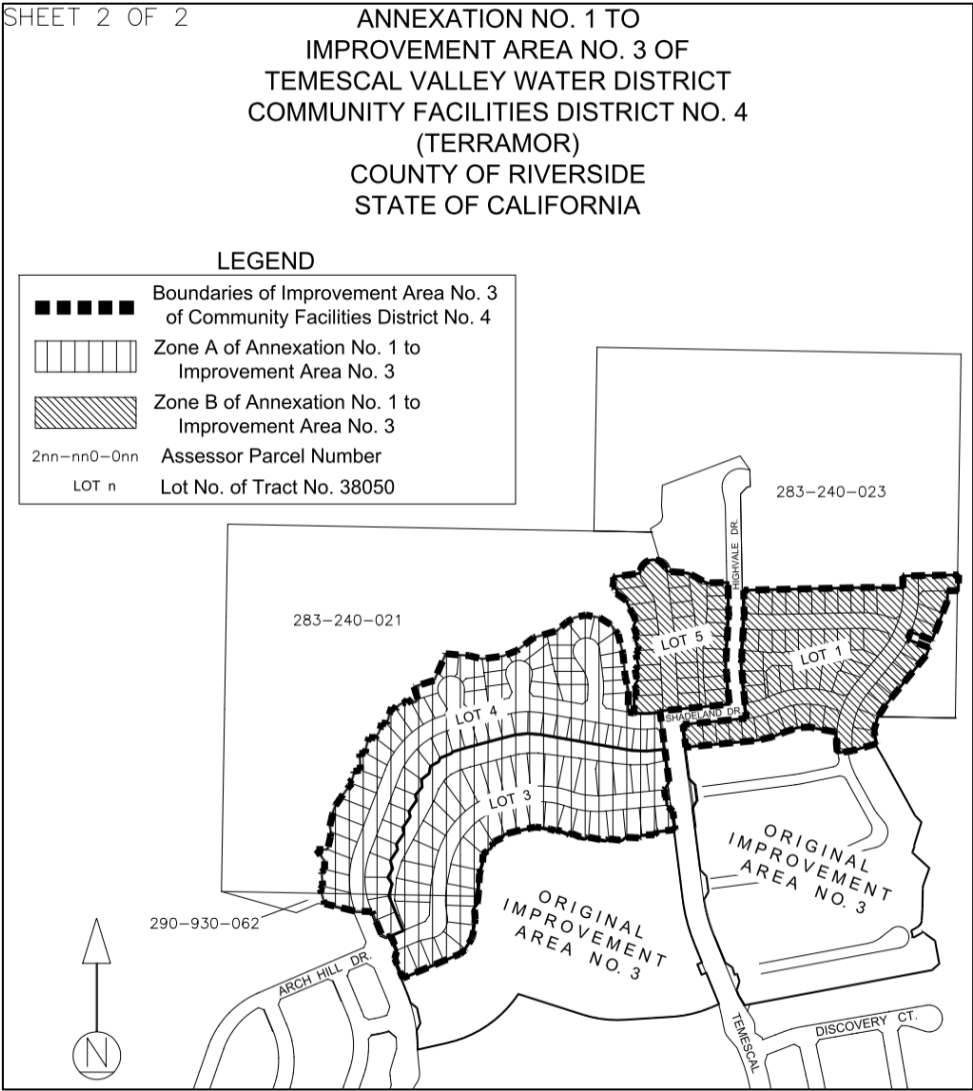 SHEET 2 OF 2
ANNEXATION NO. 1 TO
IMPROVEMENT AREA NO. 3 OF
TEMESCAL VALLEY WATER DISTRICT
COMMUNITY FACILITIES DISTRICT NO. 4
(TERRAMOR)
COUNTY OF RIVERSIDE
STATE OF CALIFORNIA
LEGEND
Boundaries of Improvement Area No. 3
of Community Facilities District No. 4
Zone A of Annexation No. 1 to
Improvement Area No. 3
Zone B of Annexation No. 1 to
Improvement Area No. 3
2nn-nn0-0nn Assessor Parcel Number
LOT n Lot No. of Tract No. 38050
283-240-023
HIGHVALE DR.
283-240-021
LOT 5
LOT 1
LOT 4
SHADELAND DR.
LOT 3
ORIGINAL
IMPROVEMENT
AREA NO. 3
ORIGINAL
IMPROVEMENT
AREA NO. 3
290-930-062
ARCH HILL DR.
TEMESCAL
DISCOVERY CT.
N